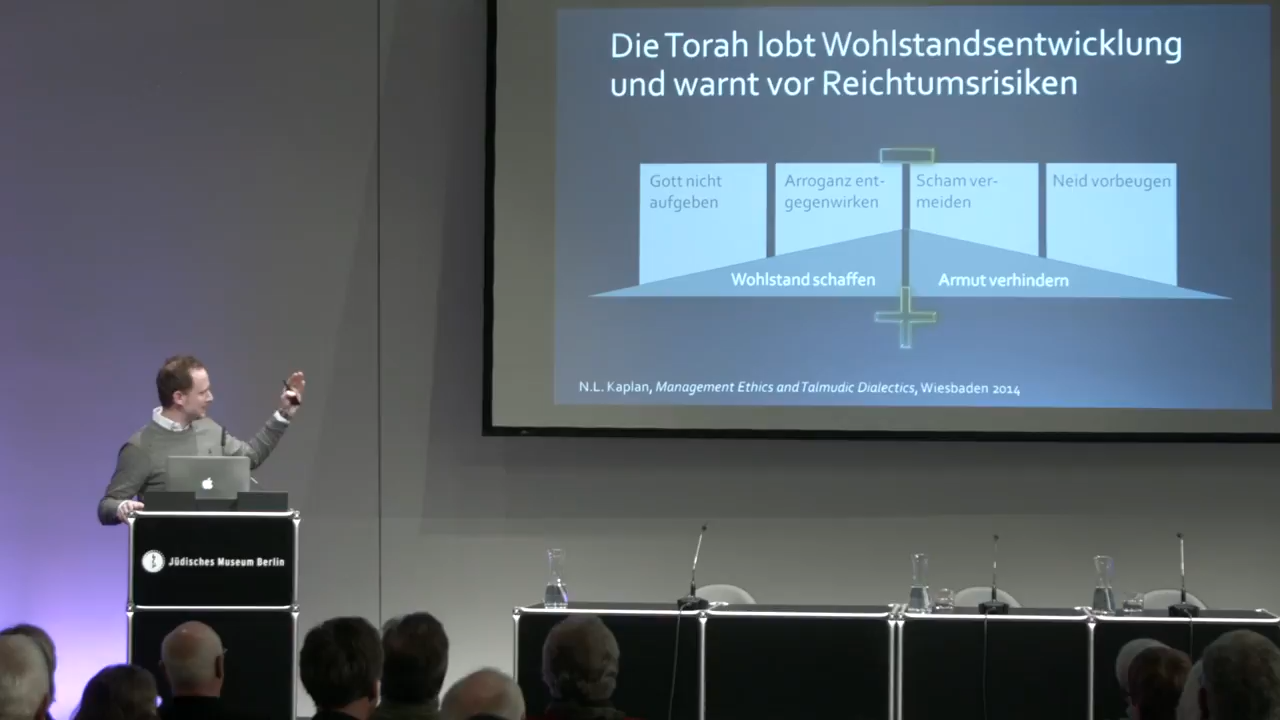 Die Torah lobt Wohlstandsentwicklung
und warnt vor Reichtumsrisiken
Gott nicht
aufgeben
Arroganz ent-
gegenwirken
Scham ver-
meiden
Neid vorbeugen
Wohlstand schaffen
Armut verhindern
N.L. Kaplan, Management Ethics and Talmudic Dialectics, Wiesbaden 2014
Jüdisches Museum Berlin